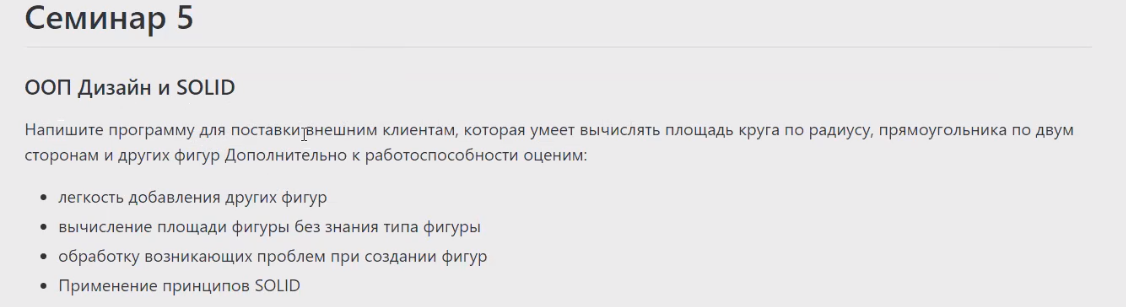 Семинар 5
ООП Дизайн и SOLID
Напишите программу для поставки внешним клиентам, которая умеет вычислять площадь круга по радиусу, прямоугольника по двум
сторонам и других фигур Дополнительно к работоспособности оценим:
• легкость добавления других фигур
• вычисление площади фигуры без знания типа фигуры
• обработку возникающих проблем при создании фигур
• Применение принципов SOLID